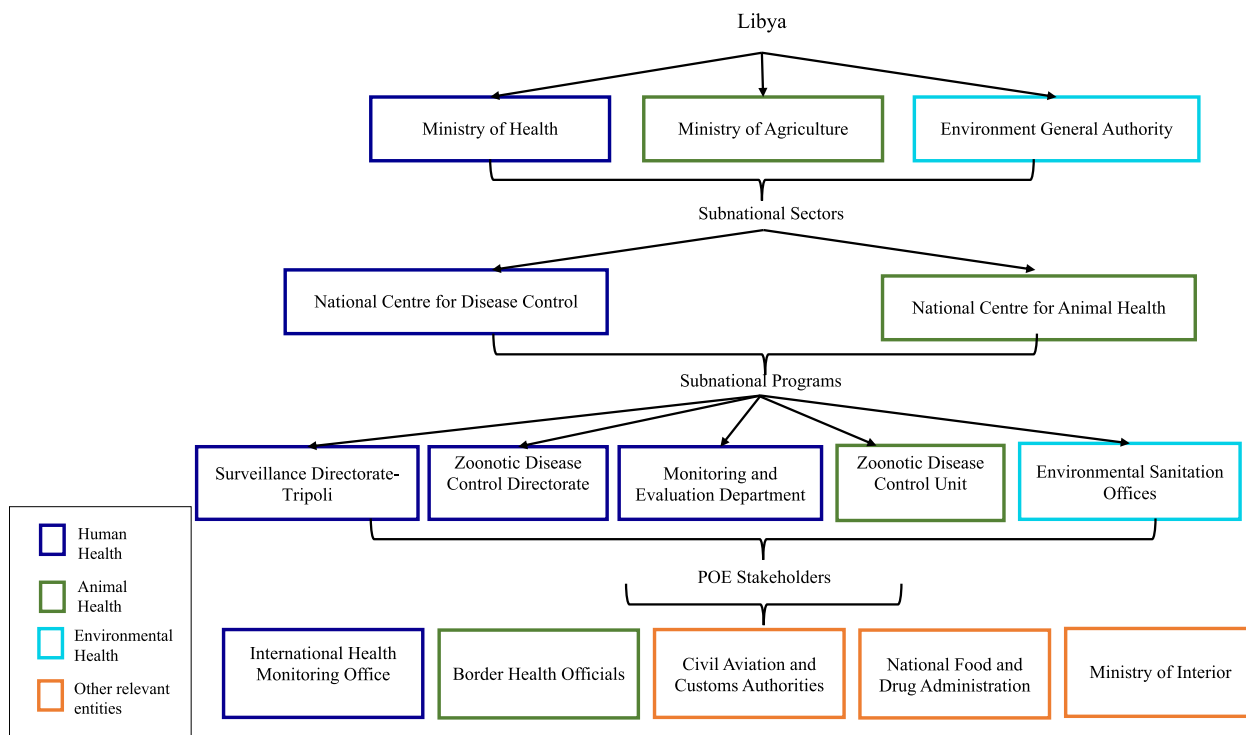 Libya
Ministry of Health
Ministry of Agriculture
Environment General Authority
Subnational Sectors
National Centre for Disease Control
National Centre for Animal Health
Subnational Programs
Surveillance Directorate-
Tripoli
Zoonotic Disease
Control Directorate
Monitoring and
Evaluation Department
Zoonotic Disease
Control Unit
Environmental Sanitation
Offices
Human
Health
Animal
Health
Environmental
Health
Other relevant
entities
POE Stakeholders
International Health
Monitoring Office
Border Health Officials
Civil Aviation and
Customs Authorities
National Food and
Drug Administration
Ministry of Interior